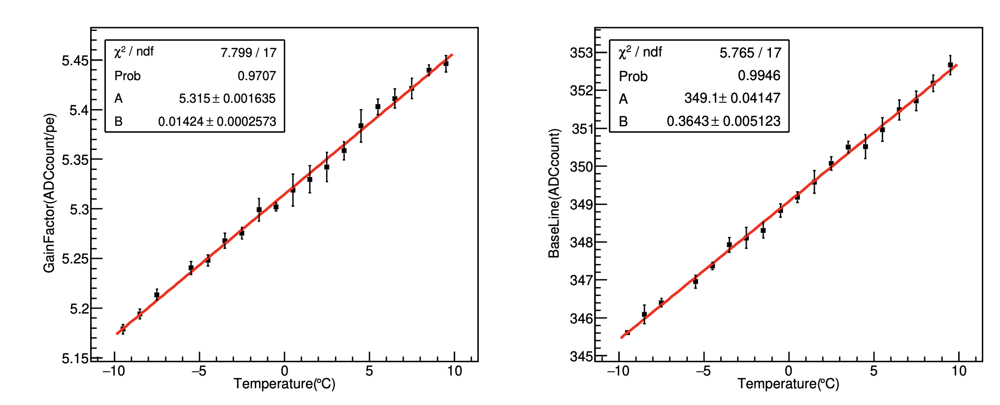 χ² / ndf 7.799 / 17
Prob 0.9707
A 5.315 ± 0.001635
B 0.01424 ± 0.0002573
5.45
5.4
5.35
5.3
5.25
5.2
5.15
GainFactor(ADCcount/pe)
−10 −5 0 5 10
Temperature(°C)
χ² / ndf 5.765 / 17
Prob 0.9946
A 349.1± 0.04147
B 0.3643 ± 0.005123
353
352
351
350
349
348
347
346
345
BaseLine(ADCcount)
−10 −5 0 5 10
Temperature(°C)